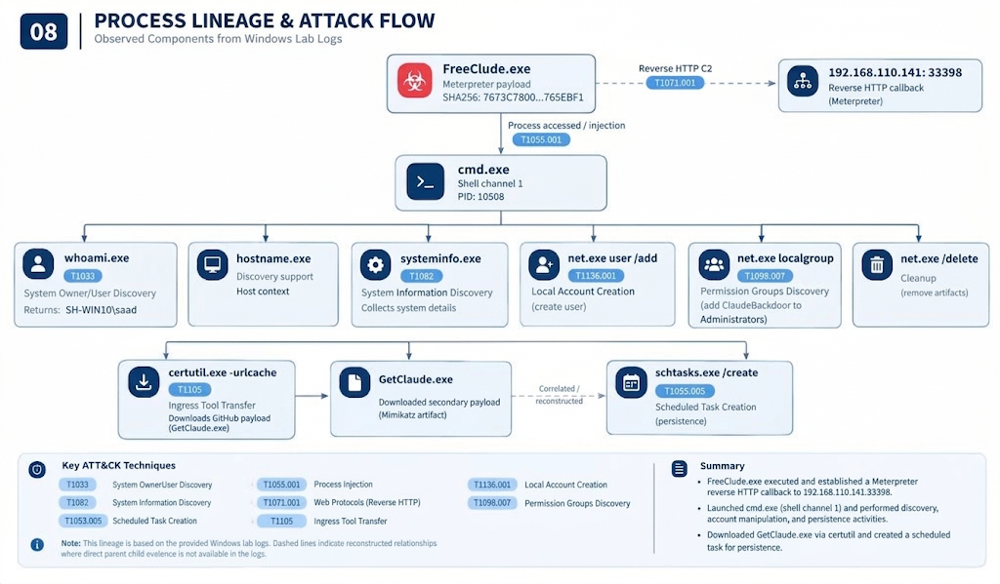 08
PROCESS LINEAGE & ATTACK FLOW
Observed Components from Windows Lab Logs
FreeClude.exe
Meterpreter payload
SHA256: 7673C7800...765EBF1
Reverse HTTP C2
T1071.001
192.168.110.141: 33398
Reverse HTTP callback
(Meterpreter)
Process accessed / injection
T1055.001
cmd.exe
Shell channel 1
PID: 10508
whoami.exe
T1033
System Owner/User Discovery
Returns: SH-WIN10\saad
hostname.exe
Discovery support
Host context
systeminfo.exe
T1082
System Information Discovery
Collects system details
net.exe user /add
T1136.001
Local Account Creation
(create user)
net.exe localgroup
T1098.007
Permission Groups Discovery
(add ClaudeBackdoor to
Administrators)
net.exe /delete
Cleanup
(remove artifacts)
certutil.exe -urlcache
T1105
Ingress Tool Transfer
Downloads GitHub payload
(GetClaude.exe)
GetClaude.exe
Downloaded secondary payload
(Mimikatz artifact)
Correlated /
reconstructed
schtasks.exe /create
T1055.005
Scheduled Task Creation
(persistence)
Key ATT&CK Techniques
T1033 System OwnerUser Discovery
T1082 System Information Discovery
T1053.005 Scheduled Task Creation
T1055.001 Process Injection
T1071.001 Web Protocols (Reverse HTTP)
T1105 Ingress Tool Transfer
T1136.001 Local Account Creation
T1098.007 Permission Groups Discovery
Note: This lineage is based on the provided Windows lab logs. Dashed lines indicate reconstructed relationships
where direct parent child evelence is not available in the logs.
Summary
• FreeClude.exe executed and established a Meterpreter
reverse HTTP callback to 192.168.110.141.33398.
• Launched cmd.exe (shell channel 1) and performed discovery,
account manipulation, and persistence activities.
• Downloaded GetClaude.exe via certutil and created a scheduled
task for persistence.